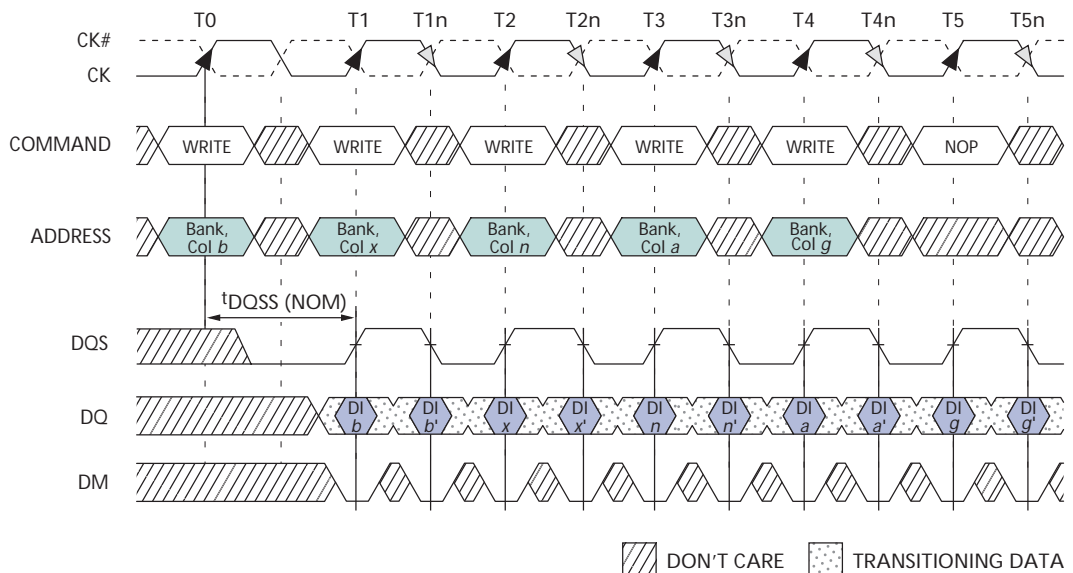 T0 T1 T1n T2 T2n T3 T3n T4 T4n T5 T5n
CK#
CK
COMMAND WRITE WRITE WRITE WRITE WRITE NOP
ADDRESS Bank, Bank, Bank, Bank, Bank,
Col b Col x Col n Col a Col g
tDQSS (NOM)
DQS
DQ DI DI DI DI DI DI DI DI DI DI
b b' x x' n n' a a' g g'
DM
DON'T CARE TRANSITIONING DATA